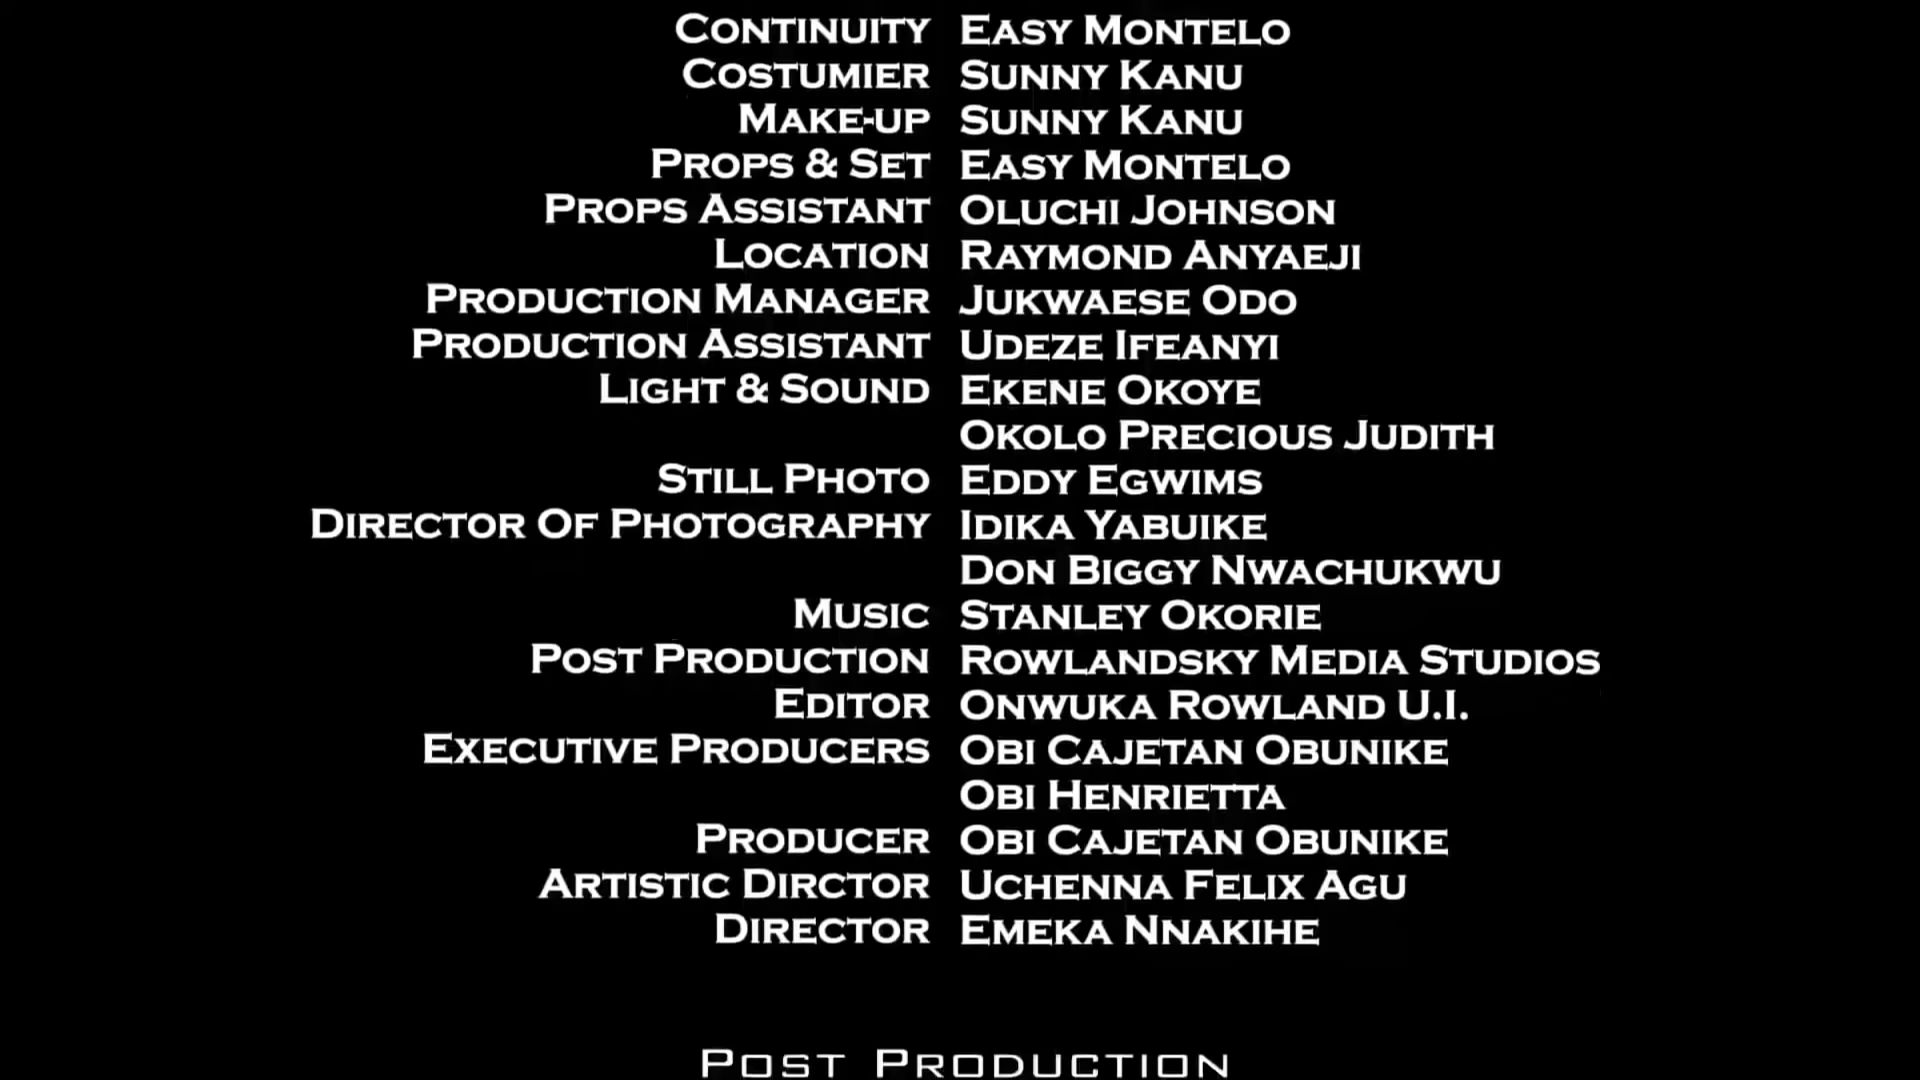 Continuity Easy Montelo
Costumier Sunny Kanu
Make-up Sunny Kanu
Props & Set Easy Montelo
Props Assistant Oluchi Johnson
Location Raymond Anyaeji
Production Manager Jukwaese Odo
Production Assistant Udeze Ifeanyi
Light & Sound Ekene Okoye
Okolo Precious Judith
Still Photo Eddy Egwims
Director Of Photography Idika Yabuike
Don Biggy Nwachukwu
Music Stanley Okorie
Post Production Rowlandsky Media Studios
Editor Onwuka Rowland U.I.
Executive Producers Obi Cajetan Obunike
Obi Henrietta
Producer Obi Cajetan Obunike
Artistic Dirctor Uchenna Felix Agu
Director Emeka Nnakihe
Post Production